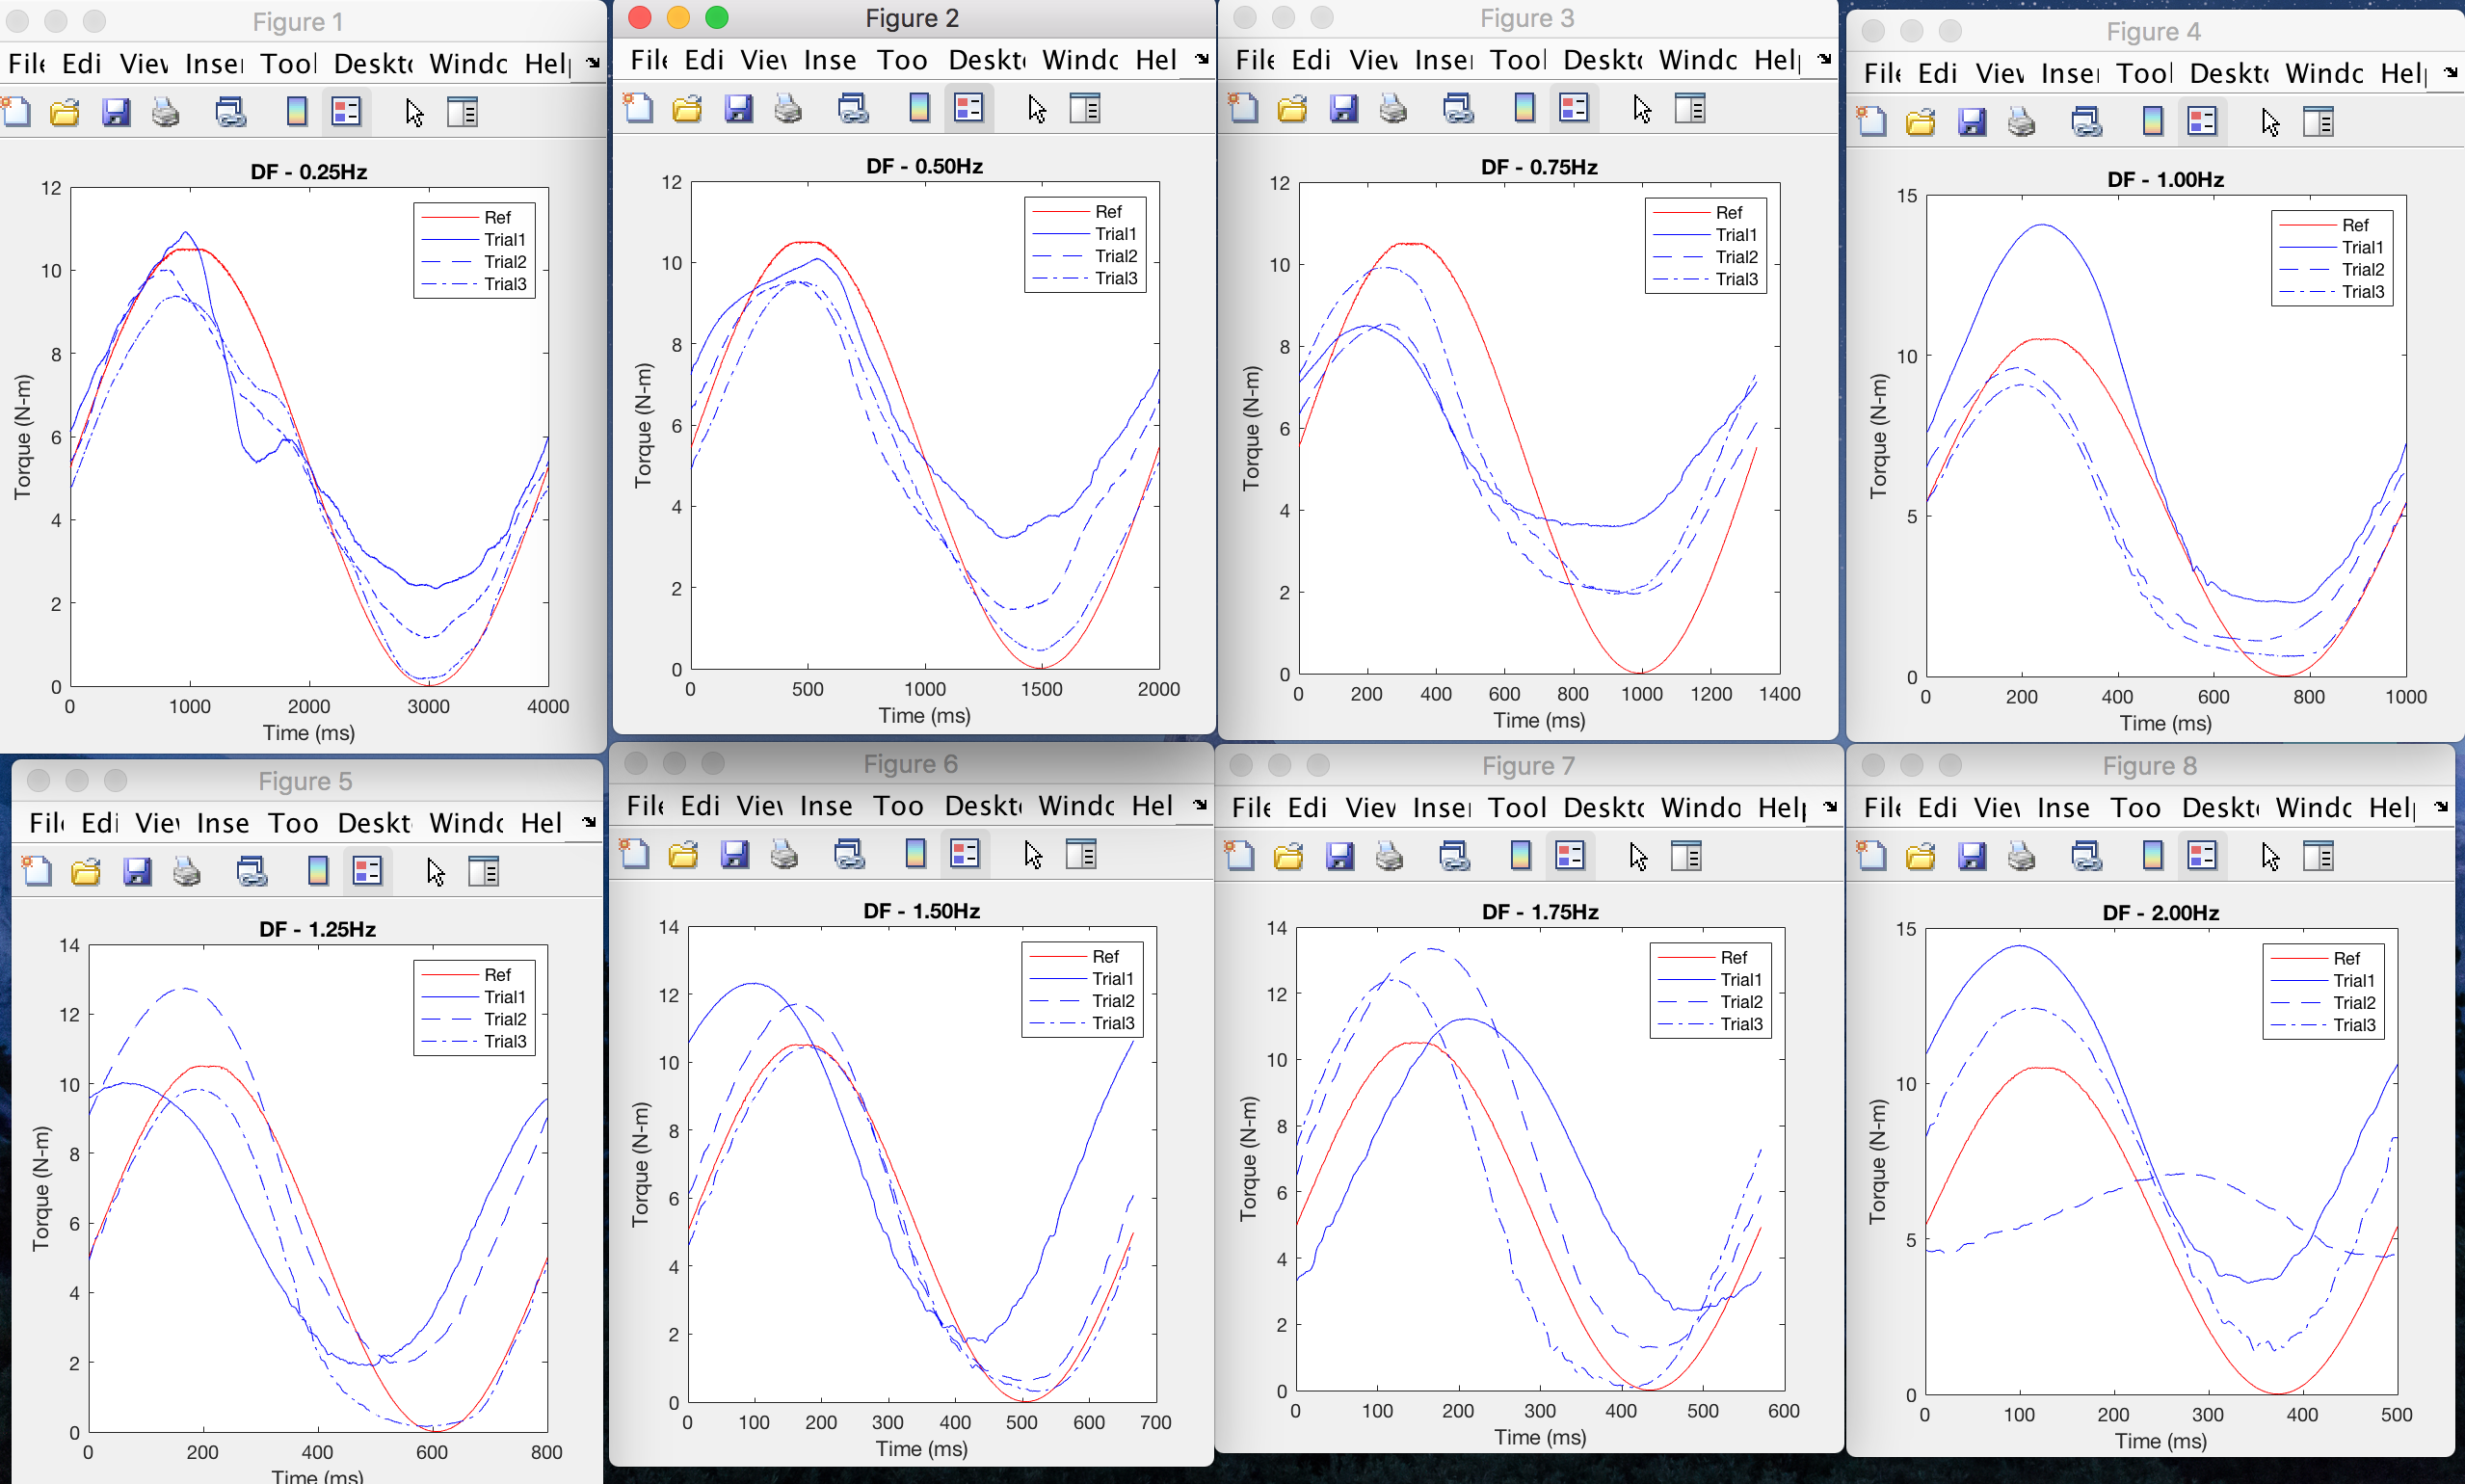 Figure 1
File Edi View Inse Tool Deskt Windo Help
DF - 0.25Hz
12
10
8
6
4
2
0
Torque (N-m)
Ref
Trial1
Trial2
Trial3
0 1000 2000 3000 4000
Time (ms)
Figure 2
File Edi View Inse Too Deskt Windo Hel
DF - 0.50Hz
12
10
8
6
4
2
0
Torque (N-m)
Ref
Trial1
Trial2
Trial3
0 500 1000 1500 2000
Time (ms)
Figure 3
File Edi View Inse Tool Deskt Windo Help
DF - 0.75Hz
12
10
8
6
4
2
0
Torque (N-m)
Ref
Trial1
Trial2
Trial3
0 200 400 600 800 1000 1200 1400
Time (ms)
Figure 4
File Edi View Inse Tool Deskt Windo Help
DF - 1.00Hz
15
10
5
0
Torque (N-m)
Ref
Trial1
Trial2
Trial3
0 200 400 600 800 1000
Time (ms)
Figure 5
File Edi View Inse Too Deskt Windo Hel
DF - 1.25Hz
14
12
10
8
6
4
2
0
Torque (N-m)
Ref
Trial1
Trial2
Trial3
0 200 400 600 800
Time (ms)
Figure 6
File Edi View Inse Too Deskt Windo Hel
DF - 1.50Hz
14
12
10
8
6
4
2
0
Torque (N-m)
Ref
Trial1
Trial2
Trial3
0 100 200 300 400 500 600 700
Time (ms)
Figure 7
File Edi View Inse Tool Deskt Windo Help
DF - 1.75Hz
14
12
10
8
6
4
2
0
Torque (N-m)
Ref
Trial1
Trial2
Trial3
0 100 200 300 400 500 600
Time (ms)
Figure 8
File Edi View Inse Too Deskt Windo Help
DF - 2.00Hz
15
10
5
0
Torque (N-m)
Ref
Trial1
Trial2
Trial3
0 100 200 300 400 500
Time (ms)